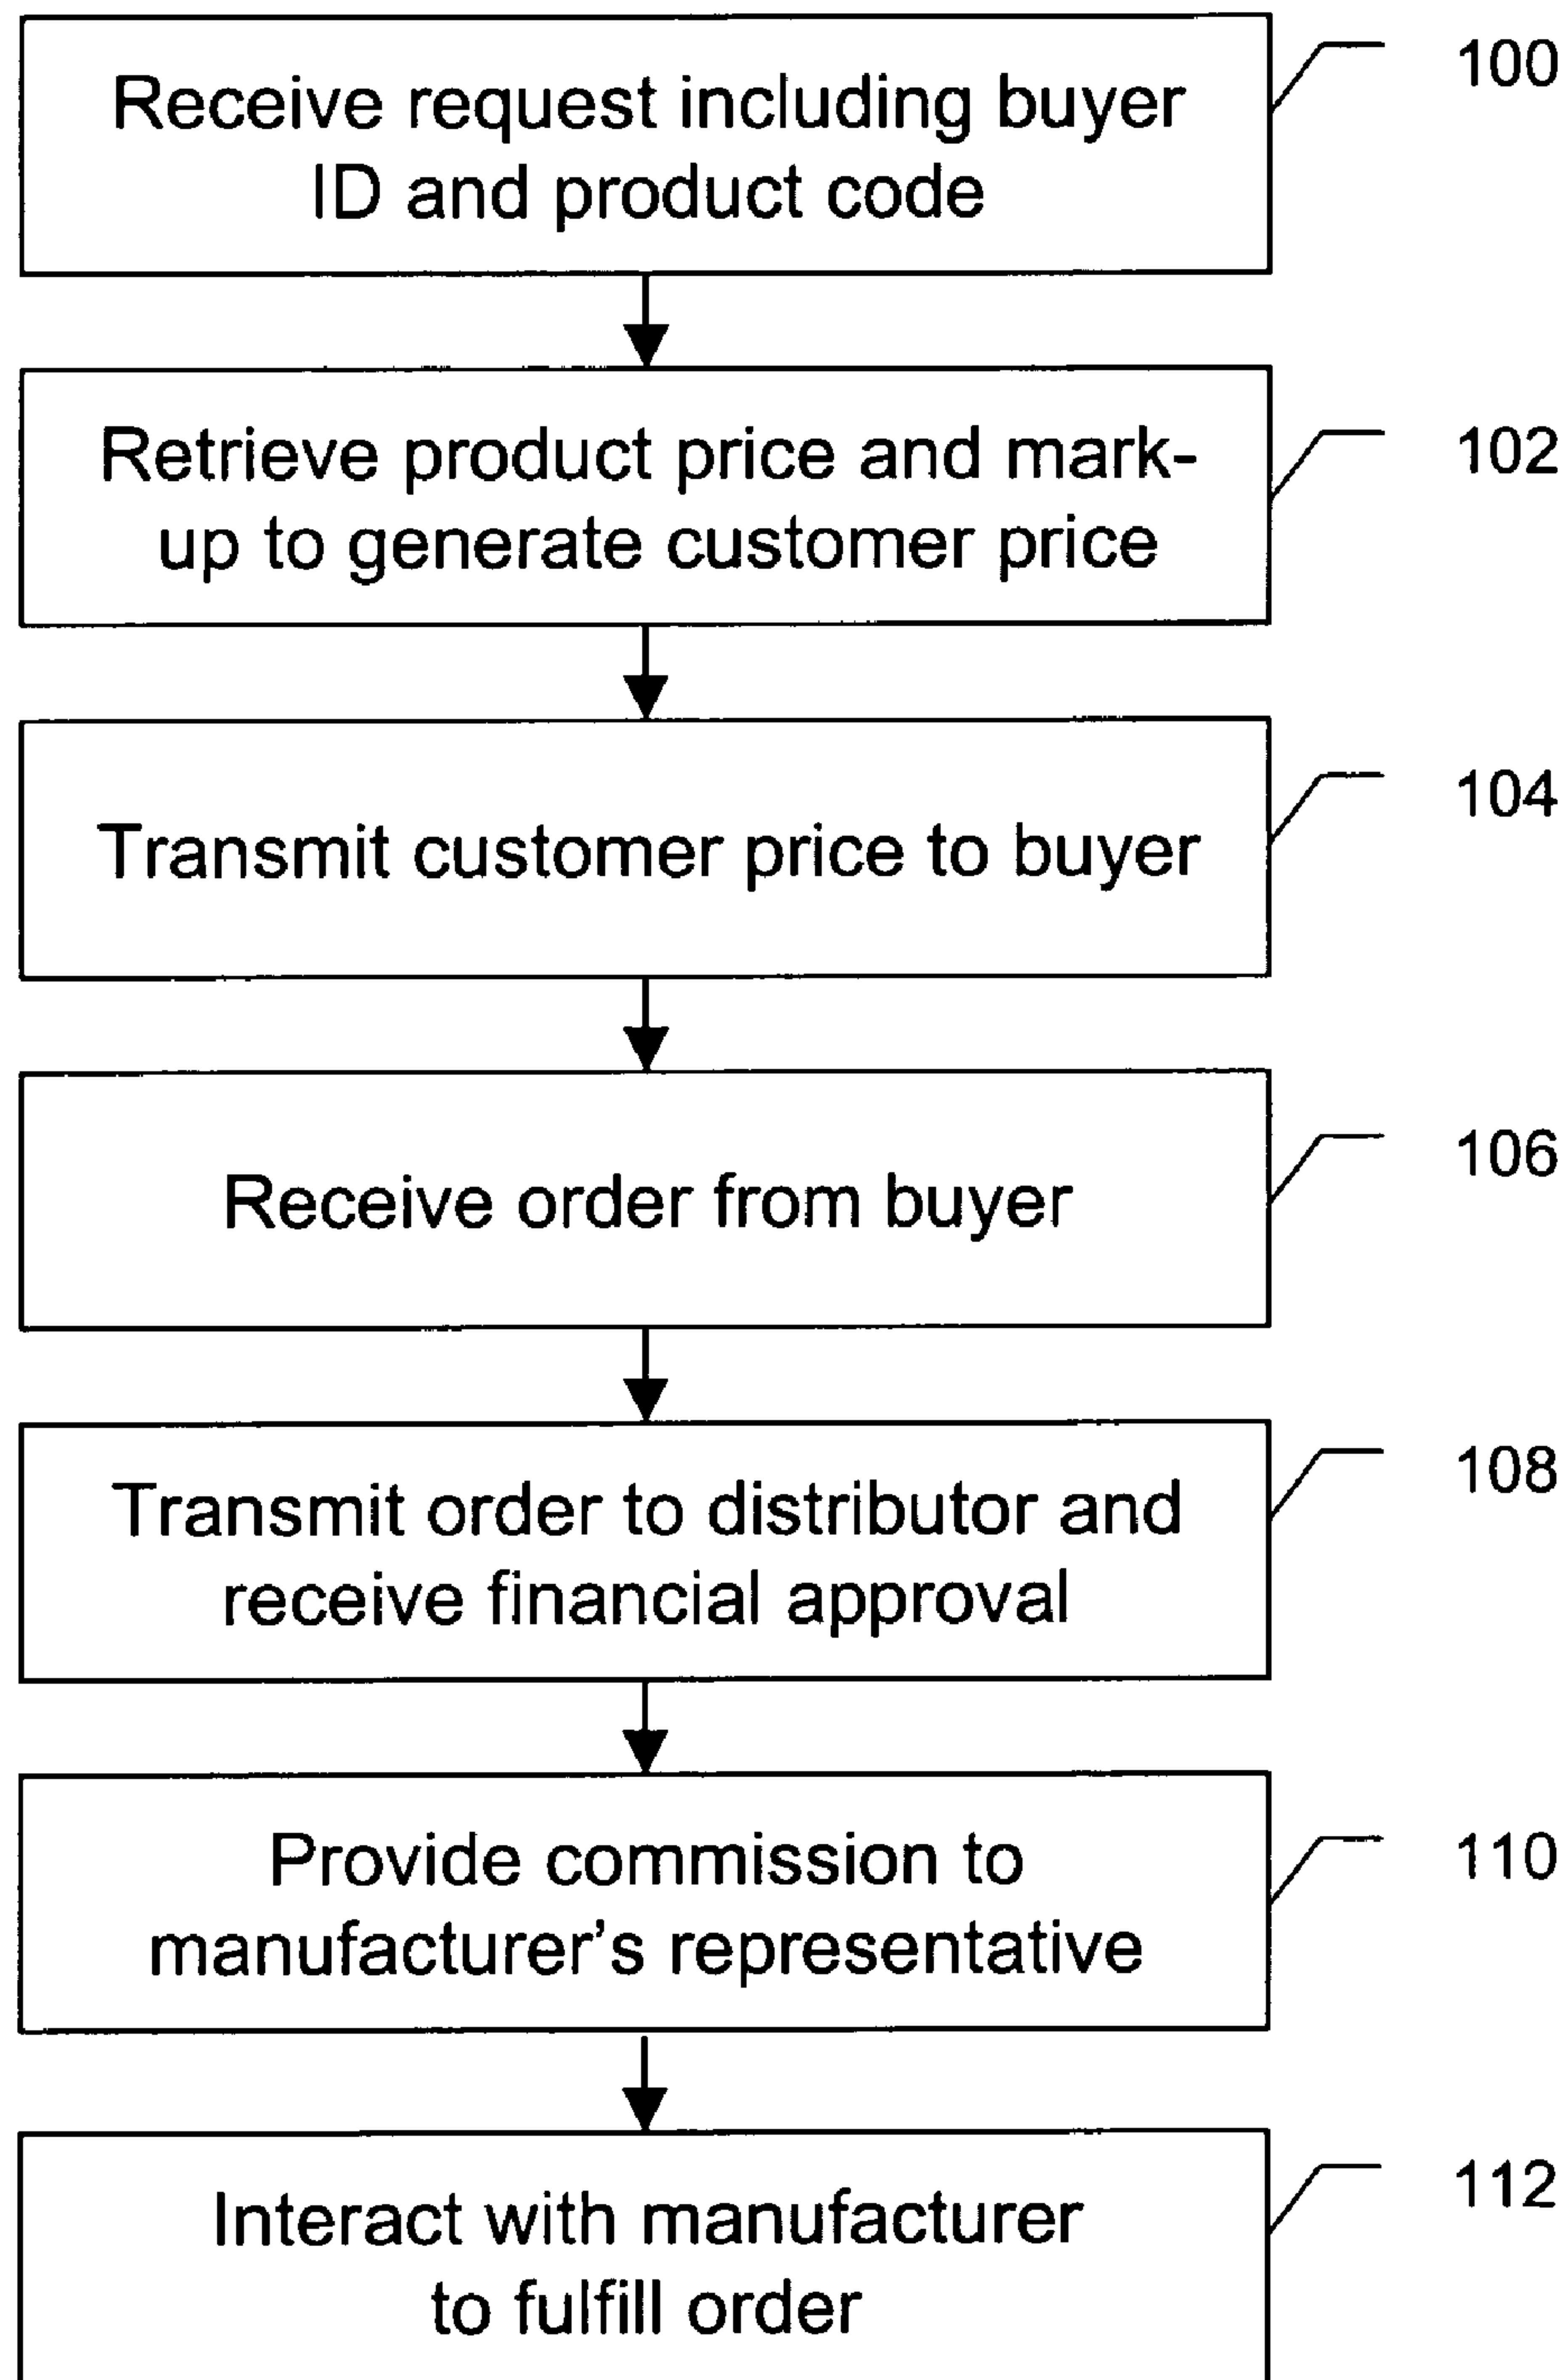 Receive request including buyer
ID and product code
100
Retrieve product price and mark-
up to generate customer price
102
Transmit customer price to buyer
104
Receive order from buyer
106
Transmit order to distributor and
receive financial approval
108
Provide commission to
manufacturer's representative
110
Interact with manufacturer
to fulfill order
112